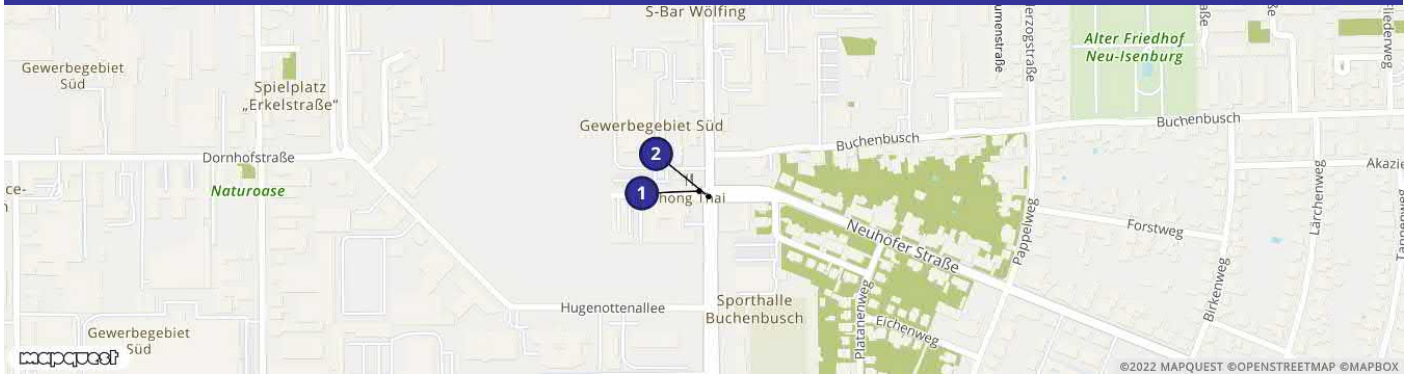 S-Bar Wölfing
Gewerbegebiet
Süd
Spielplatz
„Erkelstraße“
Alter Friedhof
Neu-Isenburg
Gewerbegebiet Süd
Buchenbusch
Buchenbusch
Dornhofstraße
Naturoase
2
1
Neuhofer Straße
Pappelweg
Forstweg
Birkenweg
Lärchenweg
Hugenottenallee
Sporthalle
Buchenbusch
Platanenweg
Eichenweg
Gewerbegebiet
Süd
mapquest
©2022 MAPQUEST ©OPENSTREETMAP ©MAPBOX